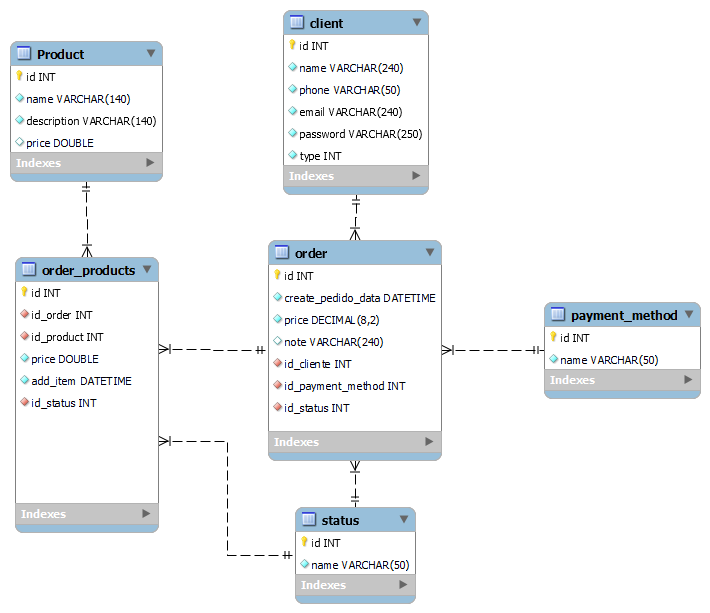 Product
id INT
name VARCHAR(140)
description VARCHAR(140)
price DOUBLE
Indexes
client
id INT
name VARCHAR(240)
phone VARCHAR(50)
email VARCHAR(240)
password VARCHAR(250)
type INT
Indexes
order_products
id INT
id_order INT
id_product INT
price DOUBLE
add_item DATETIME
id_status INT
Indexes
order
id INT
create_pedido_data DATETIME
price DECIMAL(8,2)
note VARCHAR(240)
id_cliente INT
id_payment_method INT
id_status INT
Indexes
payment_method
id INT
name VARCHAR(50)
Indexes
status
id INT
name VARCHAR(50)
Indexes